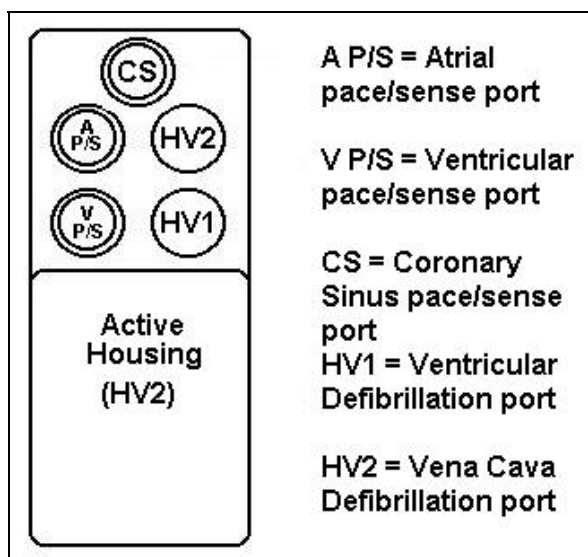 CS
A
P/S
HV2
V
P/S
HV1
Active
Housing
(HV2)
A P/S = Atrial
pace/sense port
V P/S = Ventricular
pace/sense port
CS = Coronary
Sinus pace/sense
port
HV1 = Ventricular
Defibrillation port
HV2 = Vena Cava
Defibrillation port